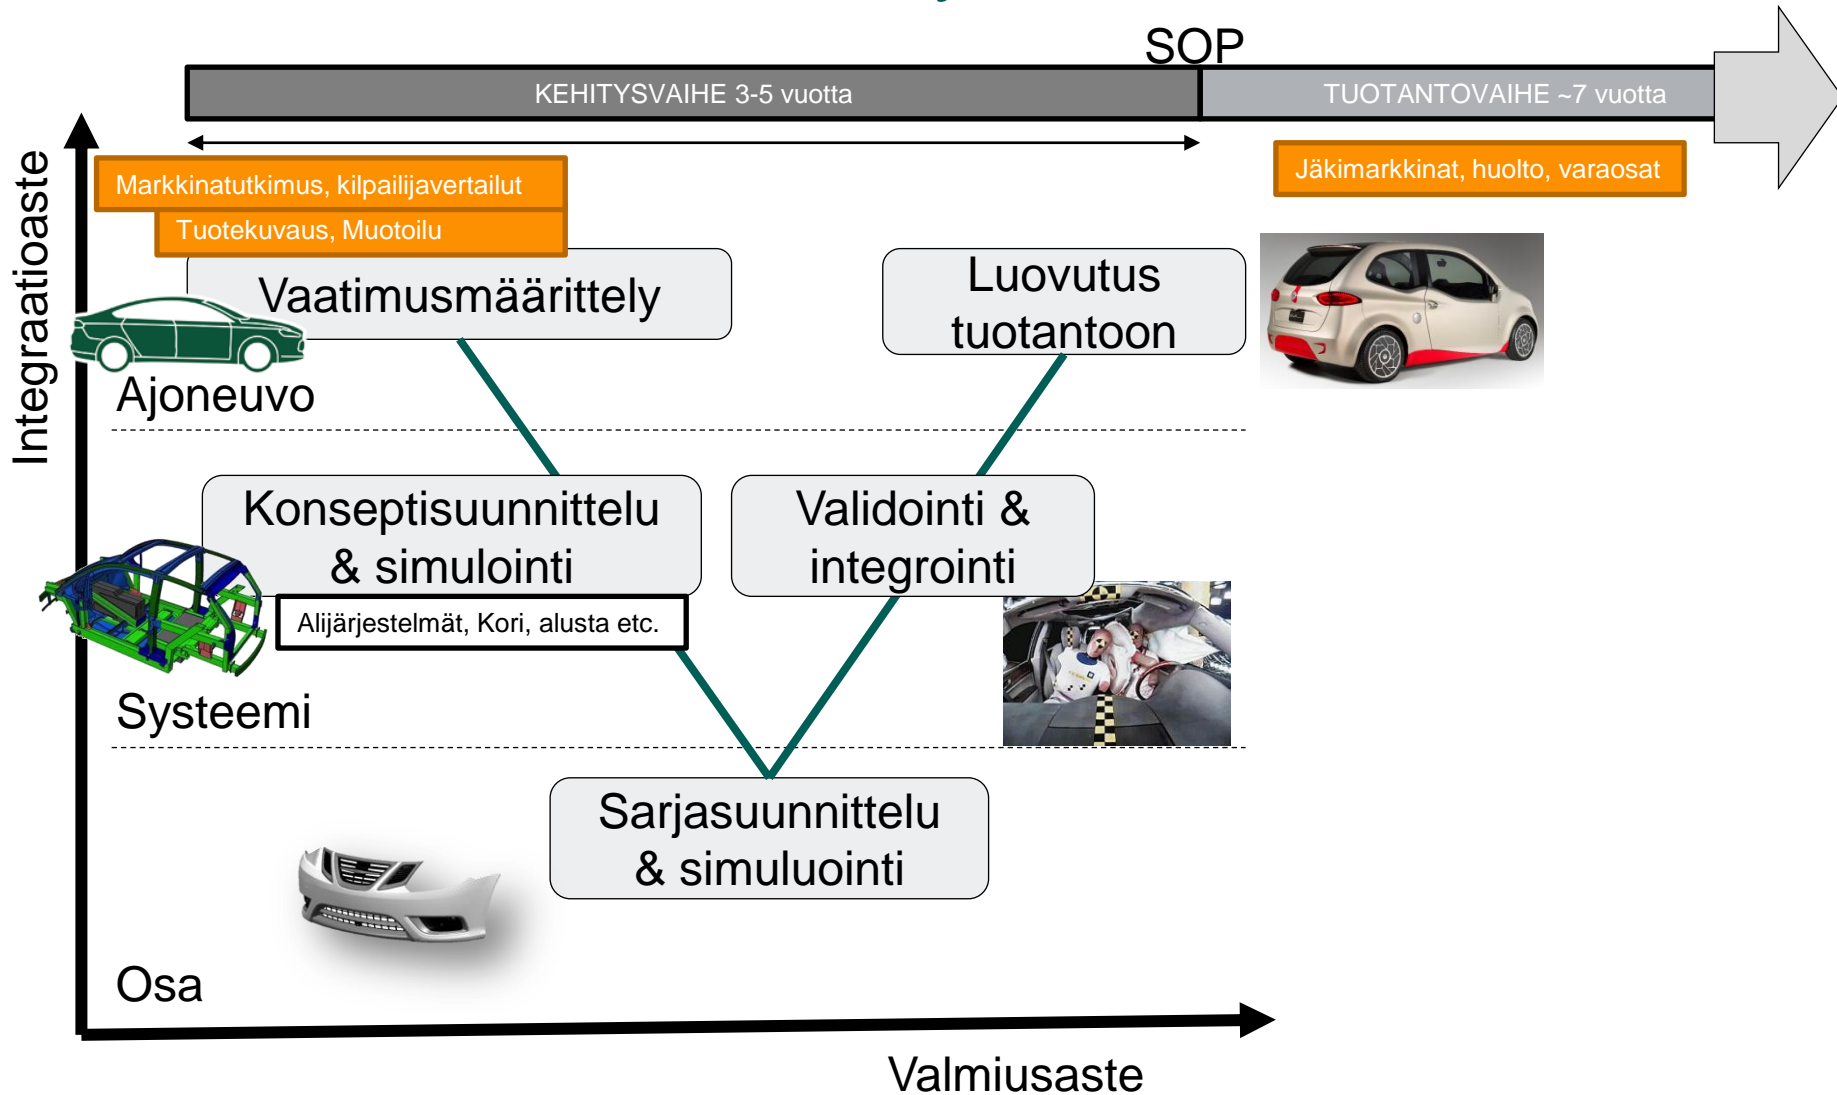 SOP
KEHITYSVAIHE 3-5 vuotta
TUOTANTOVAIHE ~7 vuotta
Integraatioaste
Markkinatutkimus, kilpailijavertailut
Jäkimarkkinat, huolto, varaosat
Tuotekuvaus, Muotoilu
Vaatimusmäärittely
Luovutus
tuotantoon
Ajoneuvo
Konseptisuunnittelu
& simulointi
Validointi &
integrointi
Alijärjestelmät, Kori, alusta etc.
Systeemi
Sarjasuunnittelu
& simuluointi
Osa
Valmiusaste